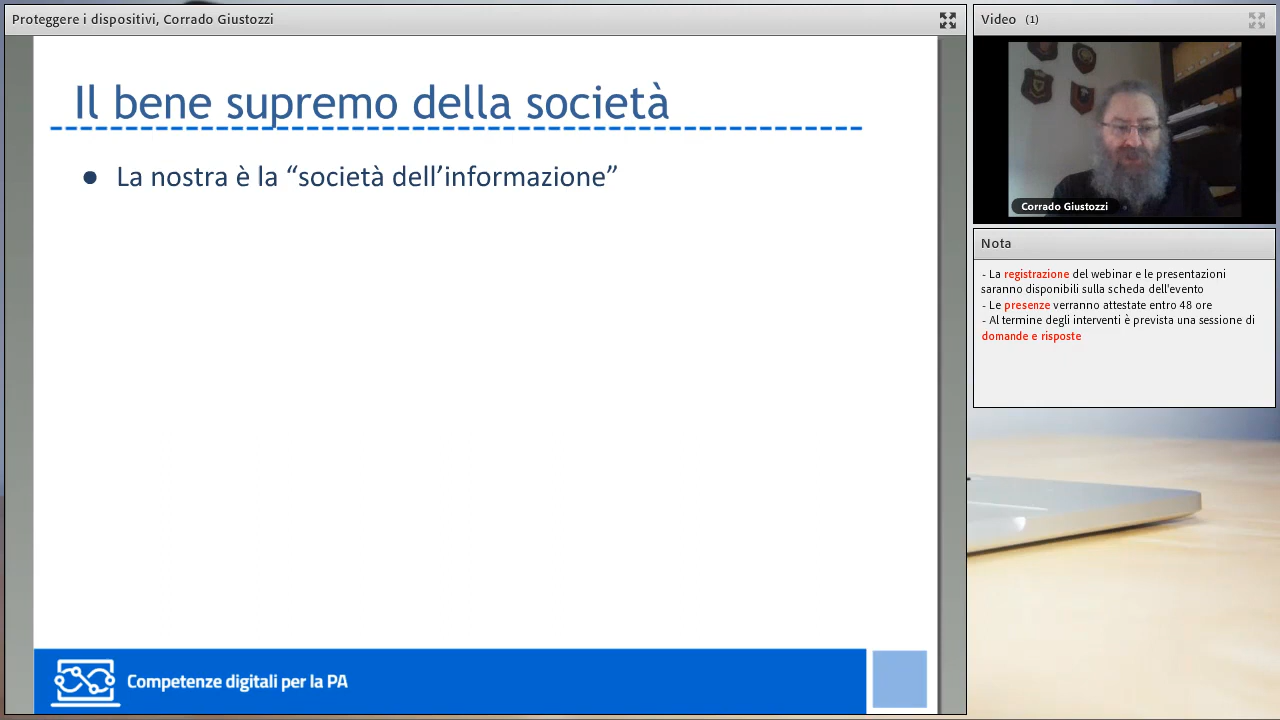 Proteggere i dispositivi, Corrado Giustozzi
Il bene supremo della società
● La nostra è la “società dell’informazione”
Competenze digitali per la PA
Video (1)
Corrado Giustozzi
Nota
- La registrazione del webinar e le presentazioni
saranno disponibili sulla scheda dell'evento
- Le presenze verranno attestate entro 48 ore
- Al termine degli interventi è prevista una sessione di
domande e risposte